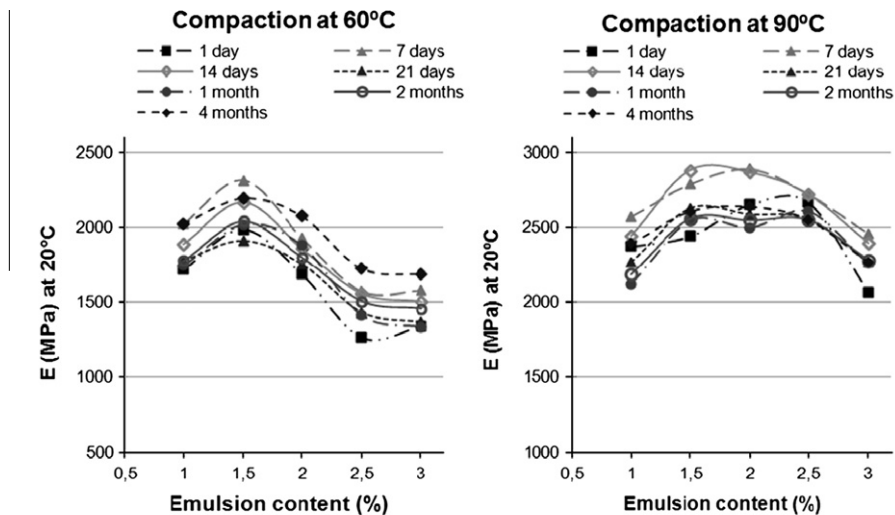 Compaction at 60ºC
1 day
7 days
14 days
21 days
1 month
2 months
4 months
E (MPa) at 20ºC
2500
2000
1500
1000
500
0,5
1
1,5
2
2,5
3
Emulsion content (%)
Compaction at 90ºC
1 day
7 days
14 days
21 days
1 month
2 months
4 months
E (MPa) at 20ºC
3000
2500
2000
1500
1000
0,5
1
1,5
2
2,5
3
Emulsion content (%)